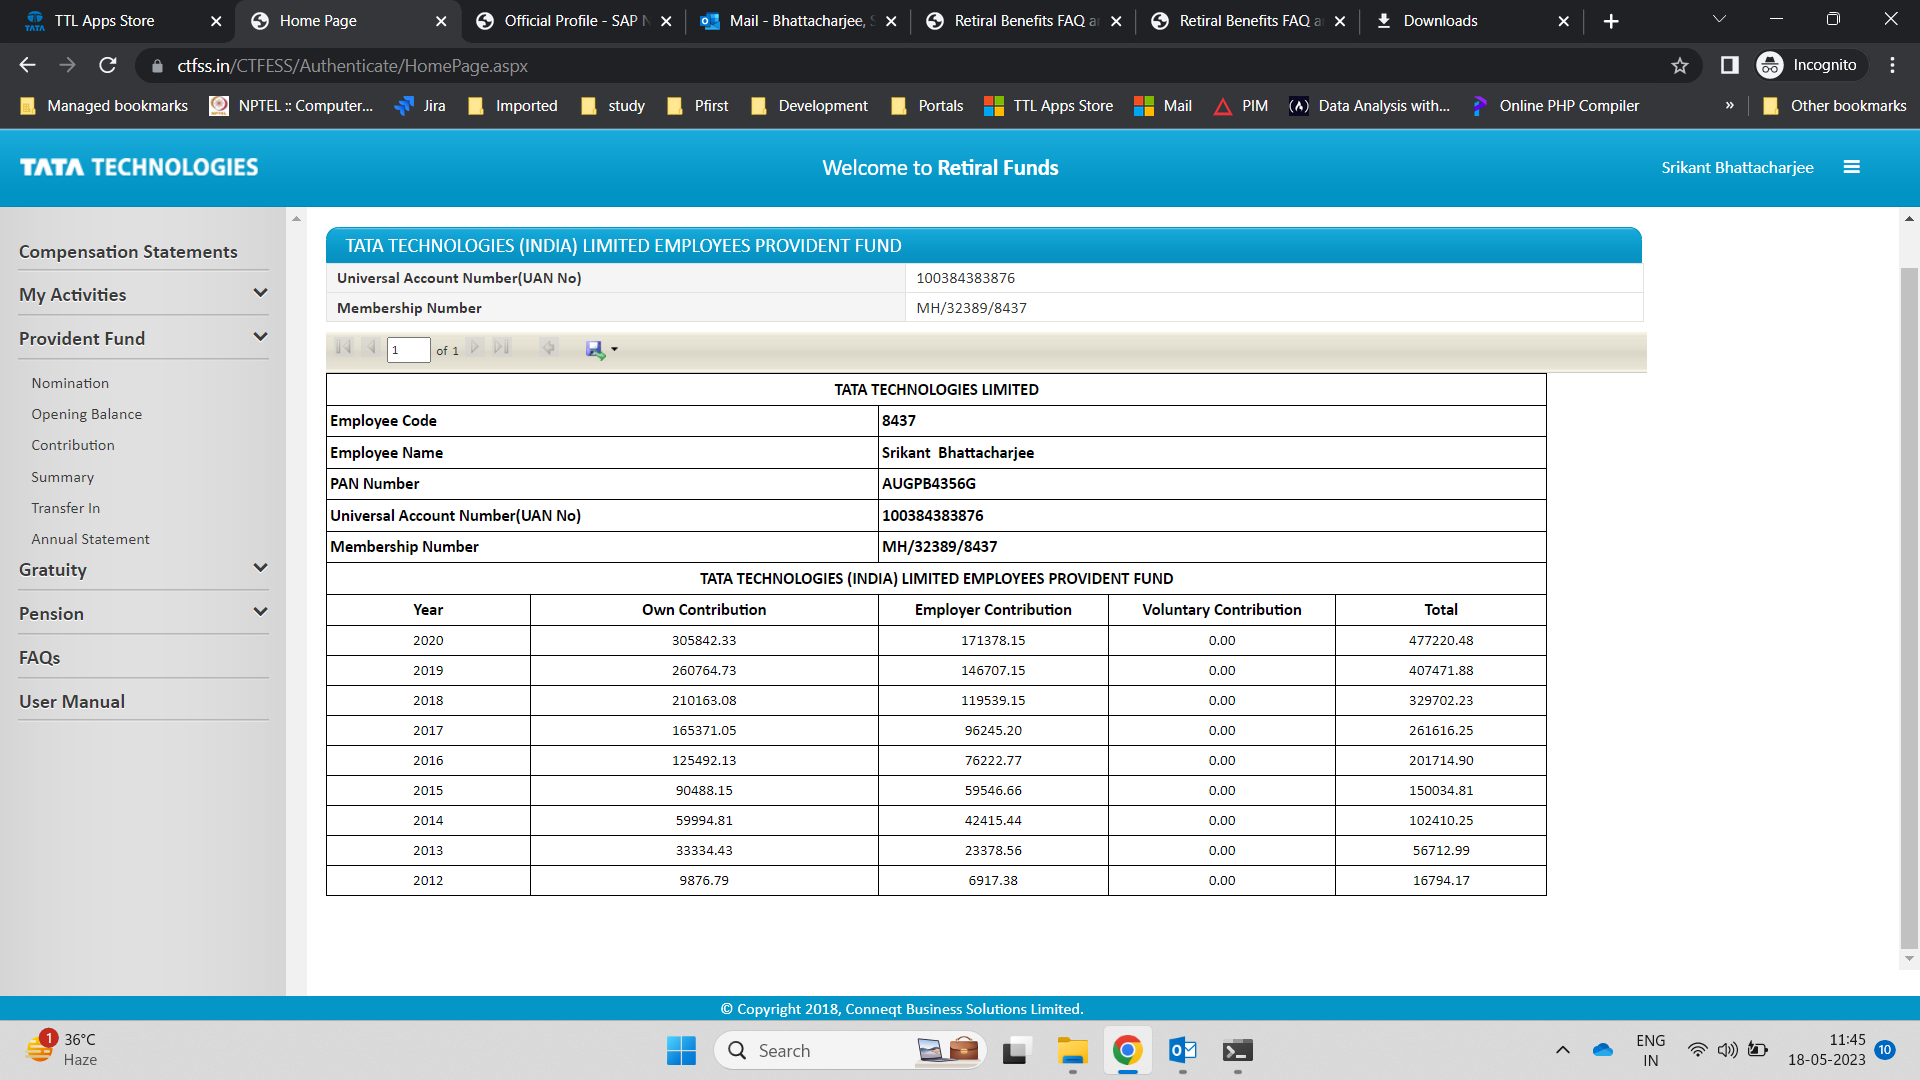 TTL Apps Store
Home Page
Official Profile - SAP
Mail - Bhattacharjee,
Retiral Benefits FAQ
Retiral Benefits FAQ
Downloads
ctfss.in/CTFESS/Authenticate/HomePage.aspx
Incognito
Managed bookmarks
NPTEL :: Computer...
Jira
Imported
study
Pfirst
Development
Portals
TTL Apps Store
Mail
PIM
Data Analysis with...
Online PHP Compiler
»
Other bookmarks
TATA TECHNOLOGIES
Welcome to Retiral Funds
Srikant Bhattacharjee
Compensation Statements
My Activities
Provident Fund
Nomination
Opening Balance
Contribution
Summary
Transfer In
Annual Statement
Gratuity
Pension
FAQs
User Manual
TATA TECHNOLOGIES (INDIA) LIMITED EMPLOYEES PROVIDENT FUND
Universal Account Number(UAN No) 100384383876
Membership Number MH/32389/8437
1 of 1
TATA TECHNOLOGIES LIMITED
Employee Code 8437
Employee Name Srikant Bhattacharjee
PAN Number AUGPB4356G
Universal Account Number(UAN No) 100384383876
Membership Number MH/32389/8437
TATA TECHNOLOGIES (INDIA) LIMITED EMPLOYEES PROVIDENT FUND
Year Own Contribution Employer Contribution Voluntary Contribution Total
2020 305842.33 171378.15 0.00 477220.48
2019 260764.73 146707.15 0.00 407471.88
2018 210163.08 119539.15 0.00 329702.23
2017 165371.05 96245.20 0.00 261616.25
2016 125492.13 76222.77 0.00 201714.90
2015 90488.15 59546.66 0.00 150034.81
2014 59994.81 42415.44 0.00 102410.25
2013 33334.43 23378.56 0.00 56712.99
2012 9876.79 6917.38 0.00 16794.17
© Copyright 2018, Conneqt Business Solutions Limited.
1
36°C
Haze
Search
ENG
IN
11:45
18-05-2023
10